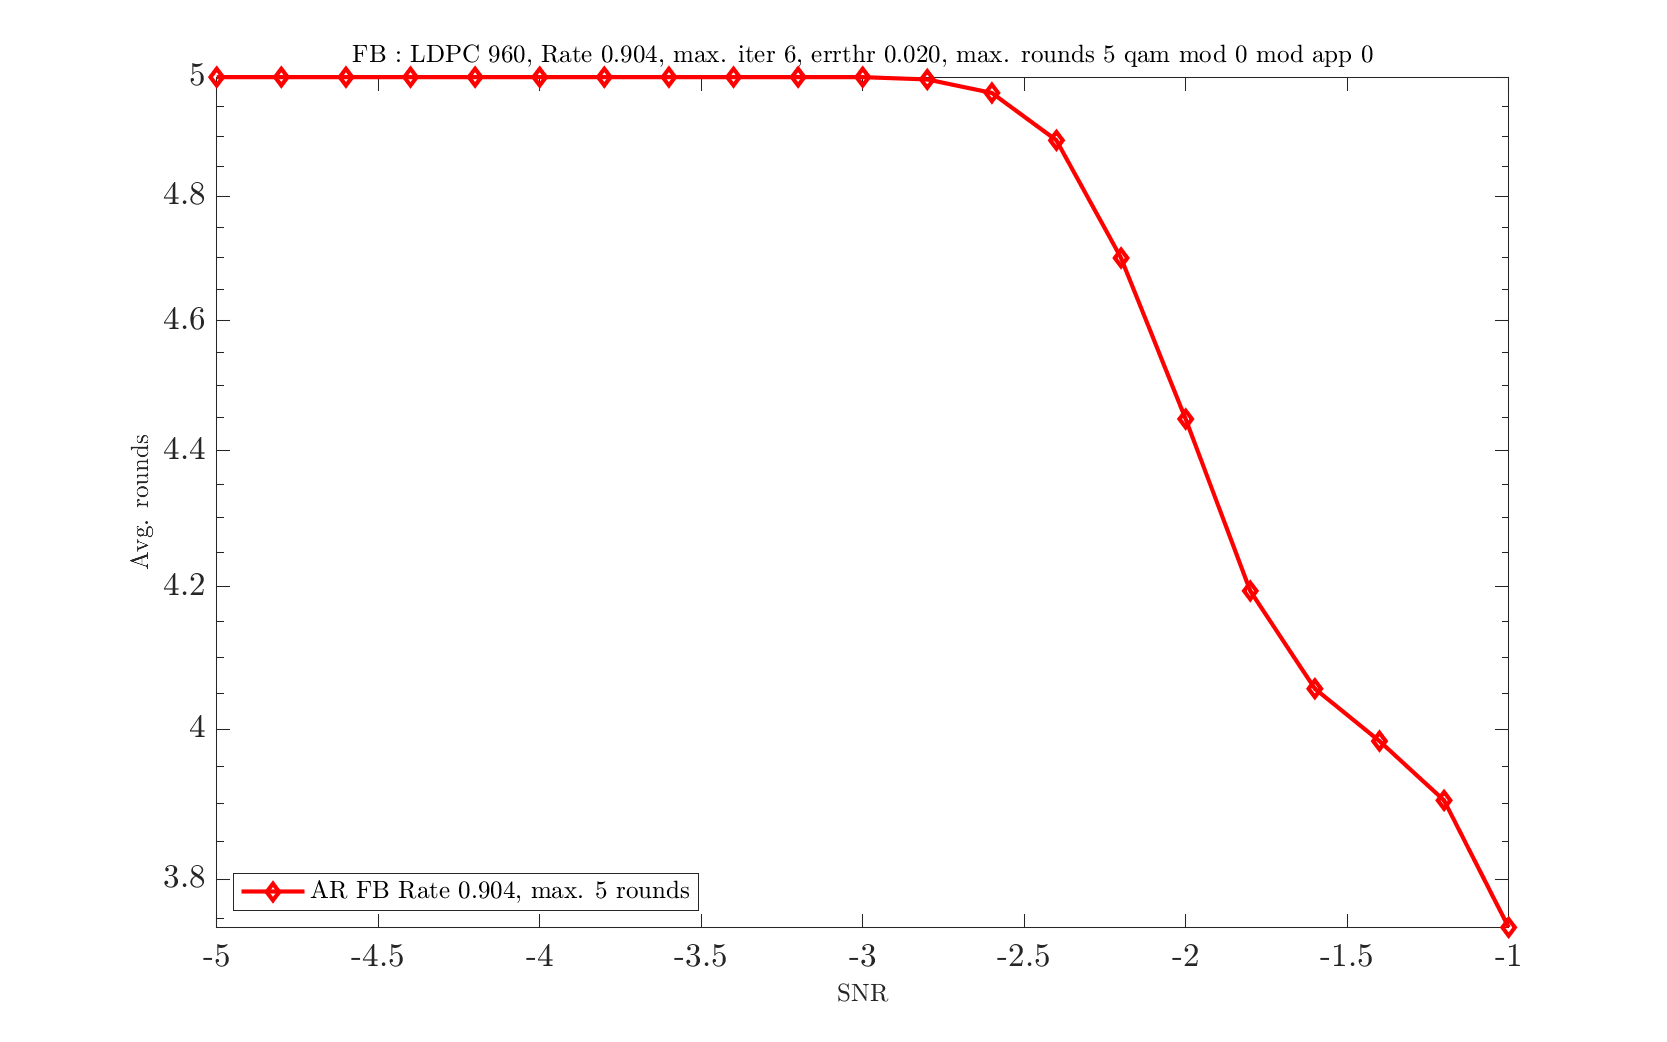 FB : LDPC 960, Rate 0.904, max. iter 6, errthr 0.020, max. rounds 5 qam mod 0 mod app 0
5
4.8
4.6
4.4
4.2
4
3.8
Avg. rounds
AR FB Rate 0.904, max. 5 rounds
-5 -4.5 -4 -3.5 -3 -2.5 -2 -1.5 -1
SNR